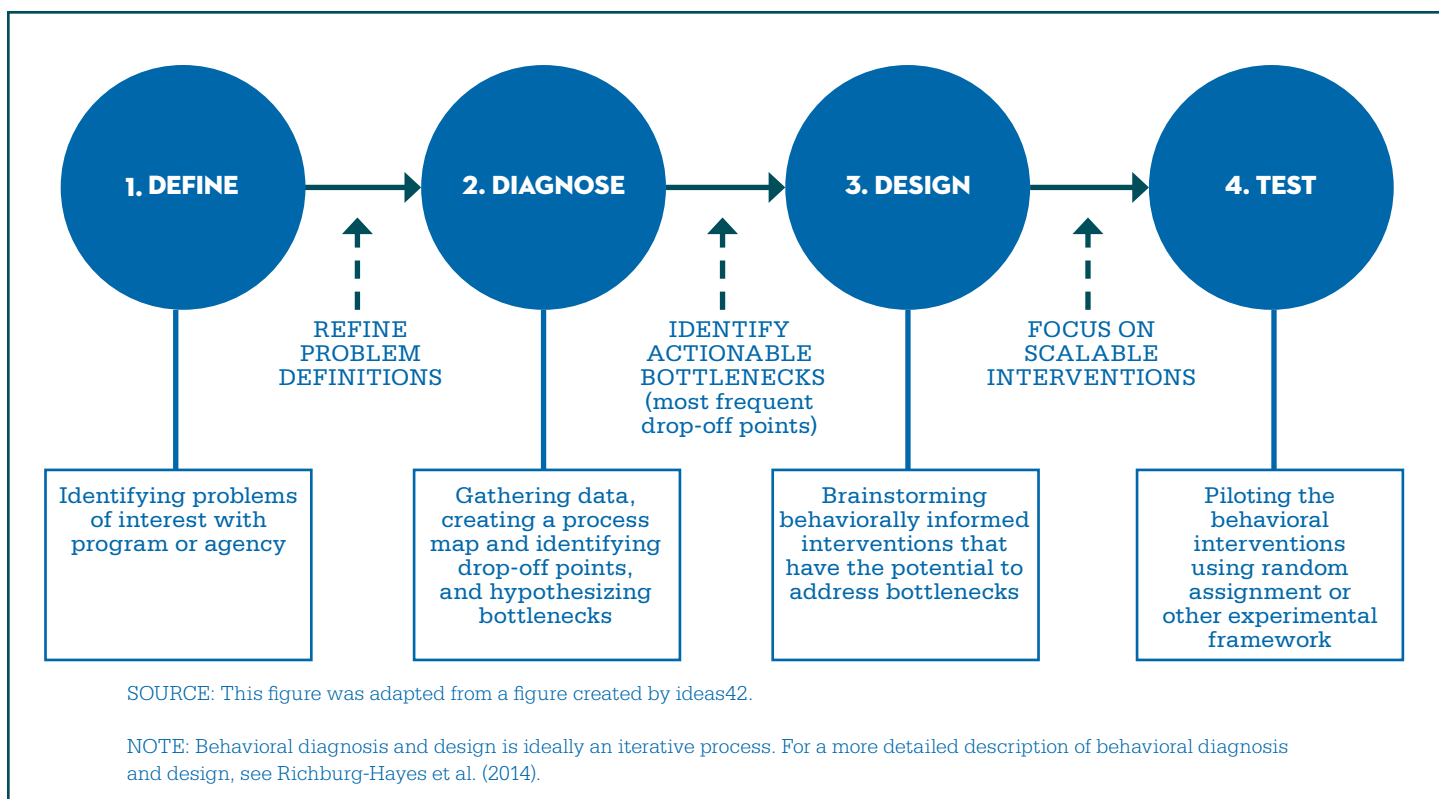 1. DEFINE
2. DIAGNOSE
3. DESIGN
4. TEST
REFINE
PROBLEM
DEFINITIONS
IDENTIFY
ACTIONABLE
BOTTLENECKS
(most frequent
drop-off points)
FOCUS ON
SCALABLE
INTERVENTIONS
Identifying problems
of interest with
program or agency
Gathering data,
creating a process
map and identifying
drop-off points,
and hypothesizing
bottlenecks
Brainstorming
behaviorally informed
interventions that
have the potential to
address bottlenecks
Piloting the
behavioral
interventions
using random
assignment or
other experimental
framework
SOURCE: This figure was adapted from a figure created by ideas42.
NOTE: Behavioral diagnosis and design is ideally an iterative process. For a more detailed description of behavioral diagnosis
and design, see Richburg-Hayes et al. (2014).